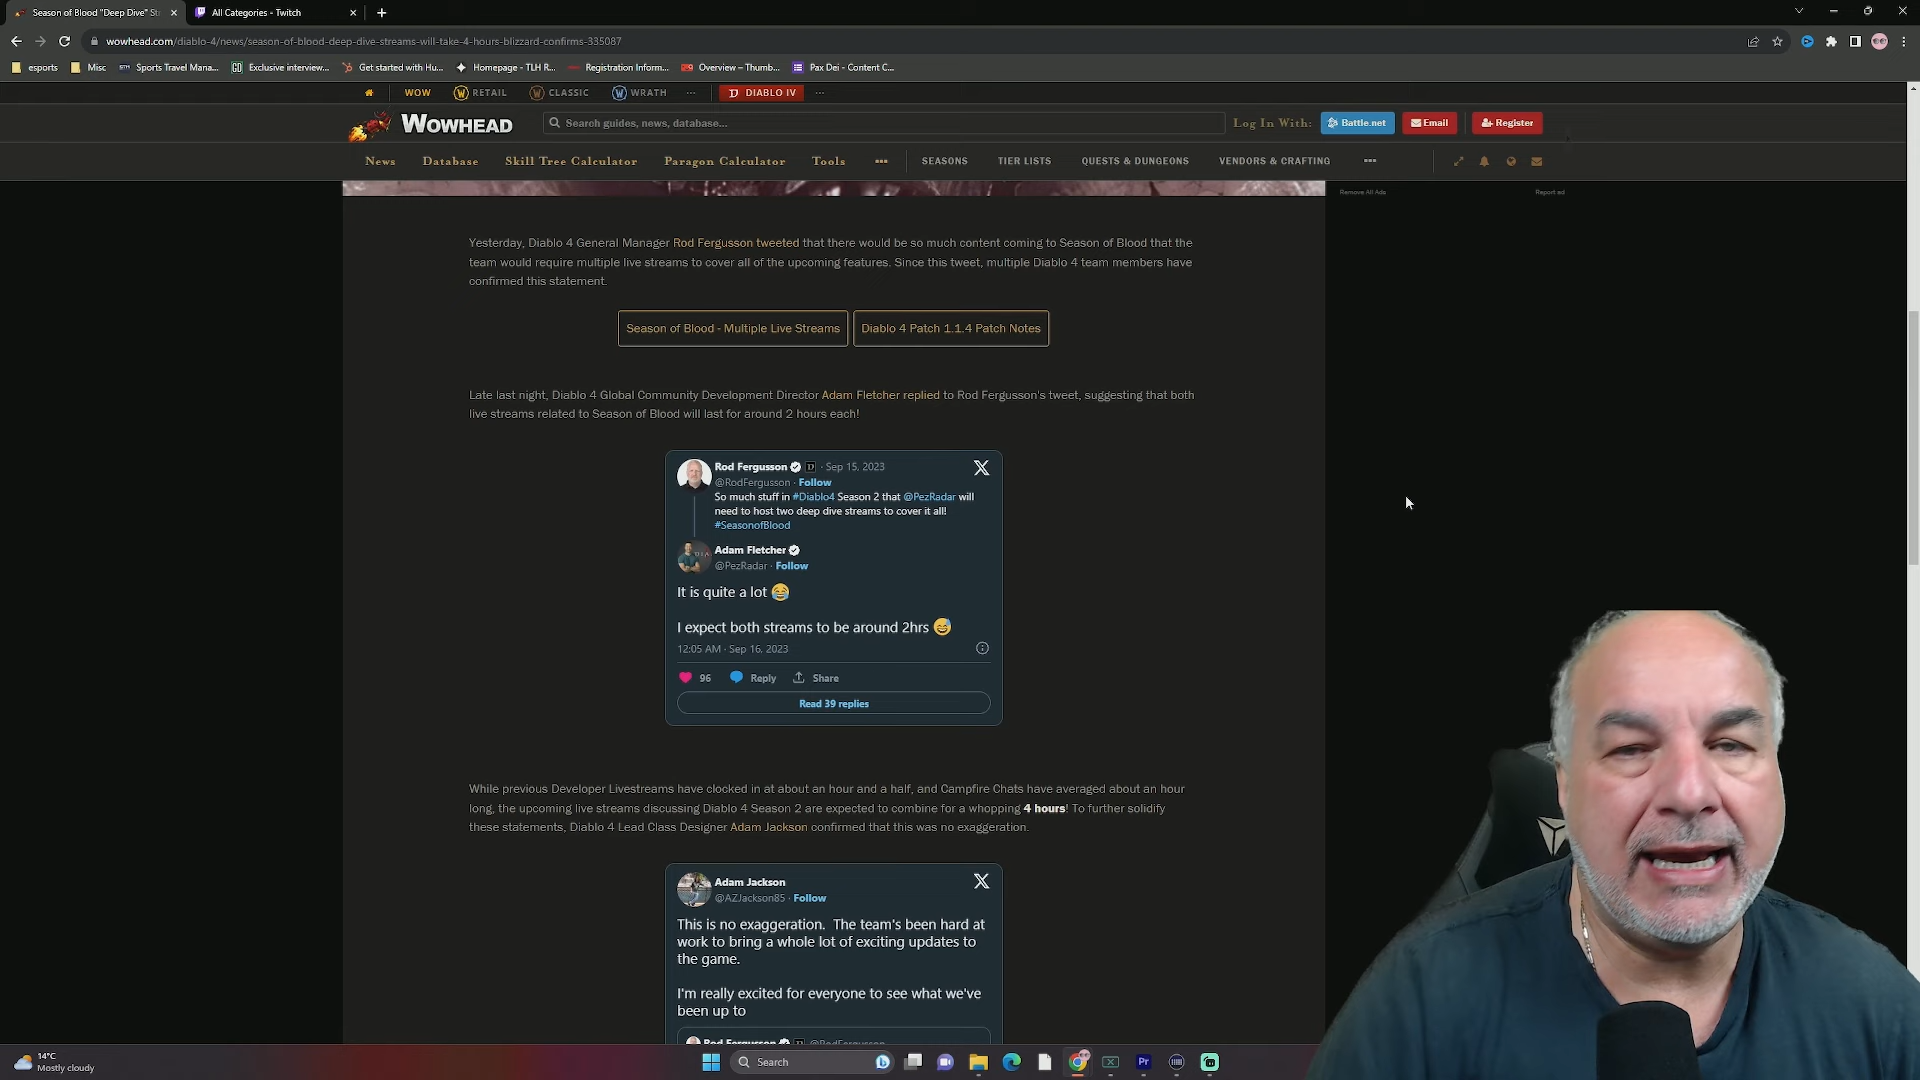 Season of Blood "Deep Dive" St
All Categories - Twitch
wowhead.com/diablo-4/news/season-of-blood-deep-dive-streams-will-take-4-hours-blizzard-confirms-335087
esports
Misc
Sports Travel Mana...
Exclusive interview...
Get started with Hu...
Homepage - TLH R...
Registration Inform...
Overview – Thumb...
Pax Dei - Content C...
WOW
RETAIL
CLASSIC
WRATH
DIABLO IV
WOWHEAD
Search guides, news, database...
Log In With:
Battle.net
Email
Register
News
Database
Skill Tree Calculator
Paragon Calculator
Tools
SEASONS
TIER LISTS
QUESTS & DUNGEONS
VENDORS & CRAFTING
Remove All Ads
Report ad
Yesterday, Diablo 4 General Manager Rod Fergusson tweeted that there would be so much content coming to Season of Blood that the
team would require multiple live streams to cover all of the upcoming features. Since this tweet, multiple Diablo 4 team members have
confirmed this statement.
Season of Blood - Multiple Live Streams
Diablo 4 Patch 1.1.4 Patch Notes
Late last night, Diablo 4 Global Community Development Director Adam Fletcher replied to Rod Fergusson's tweet, suggesting that both
live streams related to Season of Blood will last for around 2 hours each!
Rod Fergusson · Sep 15, 2023
@RodFergusson · Follow
So much stuff in #Diablo4 Season 2 that @PezRadar will
need to host two deep dive streams to cover it all!
#SeasonofBlood
Adam Fletcher
@PezRadar · Follow
It is quite a lot 😂
I expect both streams to be around 2hrs 😅
12:05 AM · Sep 16, 2023
96 Reply Share
Read 39 replies
While previous Developer Livestreams have clocked in at about an hour and a half, and Campfire Chats have averaged about an hour
long, the upcoming live streams discussing Diablo 4 Season 2 are expected to combine for a whopping 4 hours! To further solidify
these statements, Diablo 4 Lead Class Designer Adam Jackson confirmed that this was no exaggeration.
Adam Jackson
@AZJackson85 · Follow
This is no exaggeration. The team's been hard at
work to bring a whole lot of exciting updates to
the game.
I'm really excited for everyone to see what we've
been up to
Rod Fergusson @RodFergusson
14°C
Mostly cloudy
Search
Pr